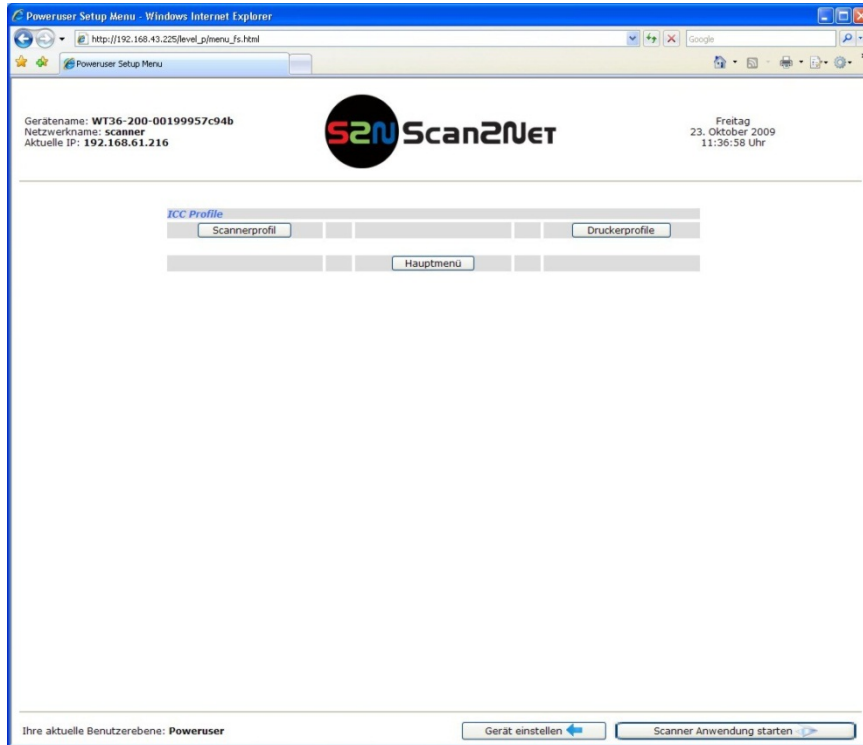 Poweruser Setup Menu - Windows Internet Explorer
http://192.168.43.225/level_p/menu_fs.html
Google
Poweruser Setup Menu
Gerätename: WT36-200-00199957c94b
Netzwerkname: scanner
Aktuelle IP: 192.168.61.216
S2N Scan2Net
Freitag
23. Oktober 2009
11:36:58 Uhr
ICC Profile
Scannerprofil
Druckerprofile
Hauptmenü
Ihre aktuelle Benutzerebene: Poweruser
Gerät einstellen
Scanner Anwendung starten